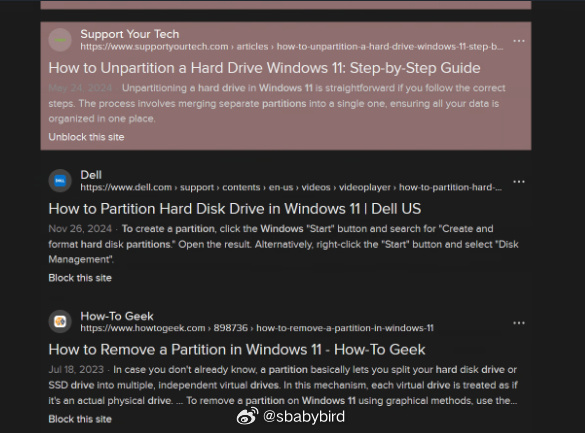 Support Your Tech
https://www.supportyourtech.com › articles › how-to-unpartition-a-hard-drive-windows-11-step-b...
How to Unpartition a Hard Drive Windows 11: Step-by-Step Guide
May 24, 2023 · Unpartitioning a hard drive in Windows 11 is straightforward if you follow the correct
steps. The process involves merging separate partitions into a single one, ensuring all your data is
organized in one place.
Unblock this site
Dell
https://www.dell.com › support › contents › en-us › videos › videoplayer › how-to-partition-hard-...
How to Partition Hard Disk Drive in Windows 11 | Dell US
Nov 26, 2024 · To create a partition, click the Windows "Start" button and search for "Create and
format hard disk partitions." Open the result. Alternatively, right-click the "Start" button and select "Disk
Management".
Block this site
How-To Geek
https://www.howtogeek.com › 898736 › how-to-remove-a-partition-in-windows-11
How to Remove a Partition in Windows 11 - How-To Geek
Jul 18, 2023 · In case you don't already know, a partition basically lets you split your hard disk drive or
SSD drive into multiple, independent virtual drives. In this mechanism, each virtual drive is treated as if
it's an actual physical drive. ... To remove a partition on Windows 11 using graphical methods, use the...
Block this site
@sbabybird